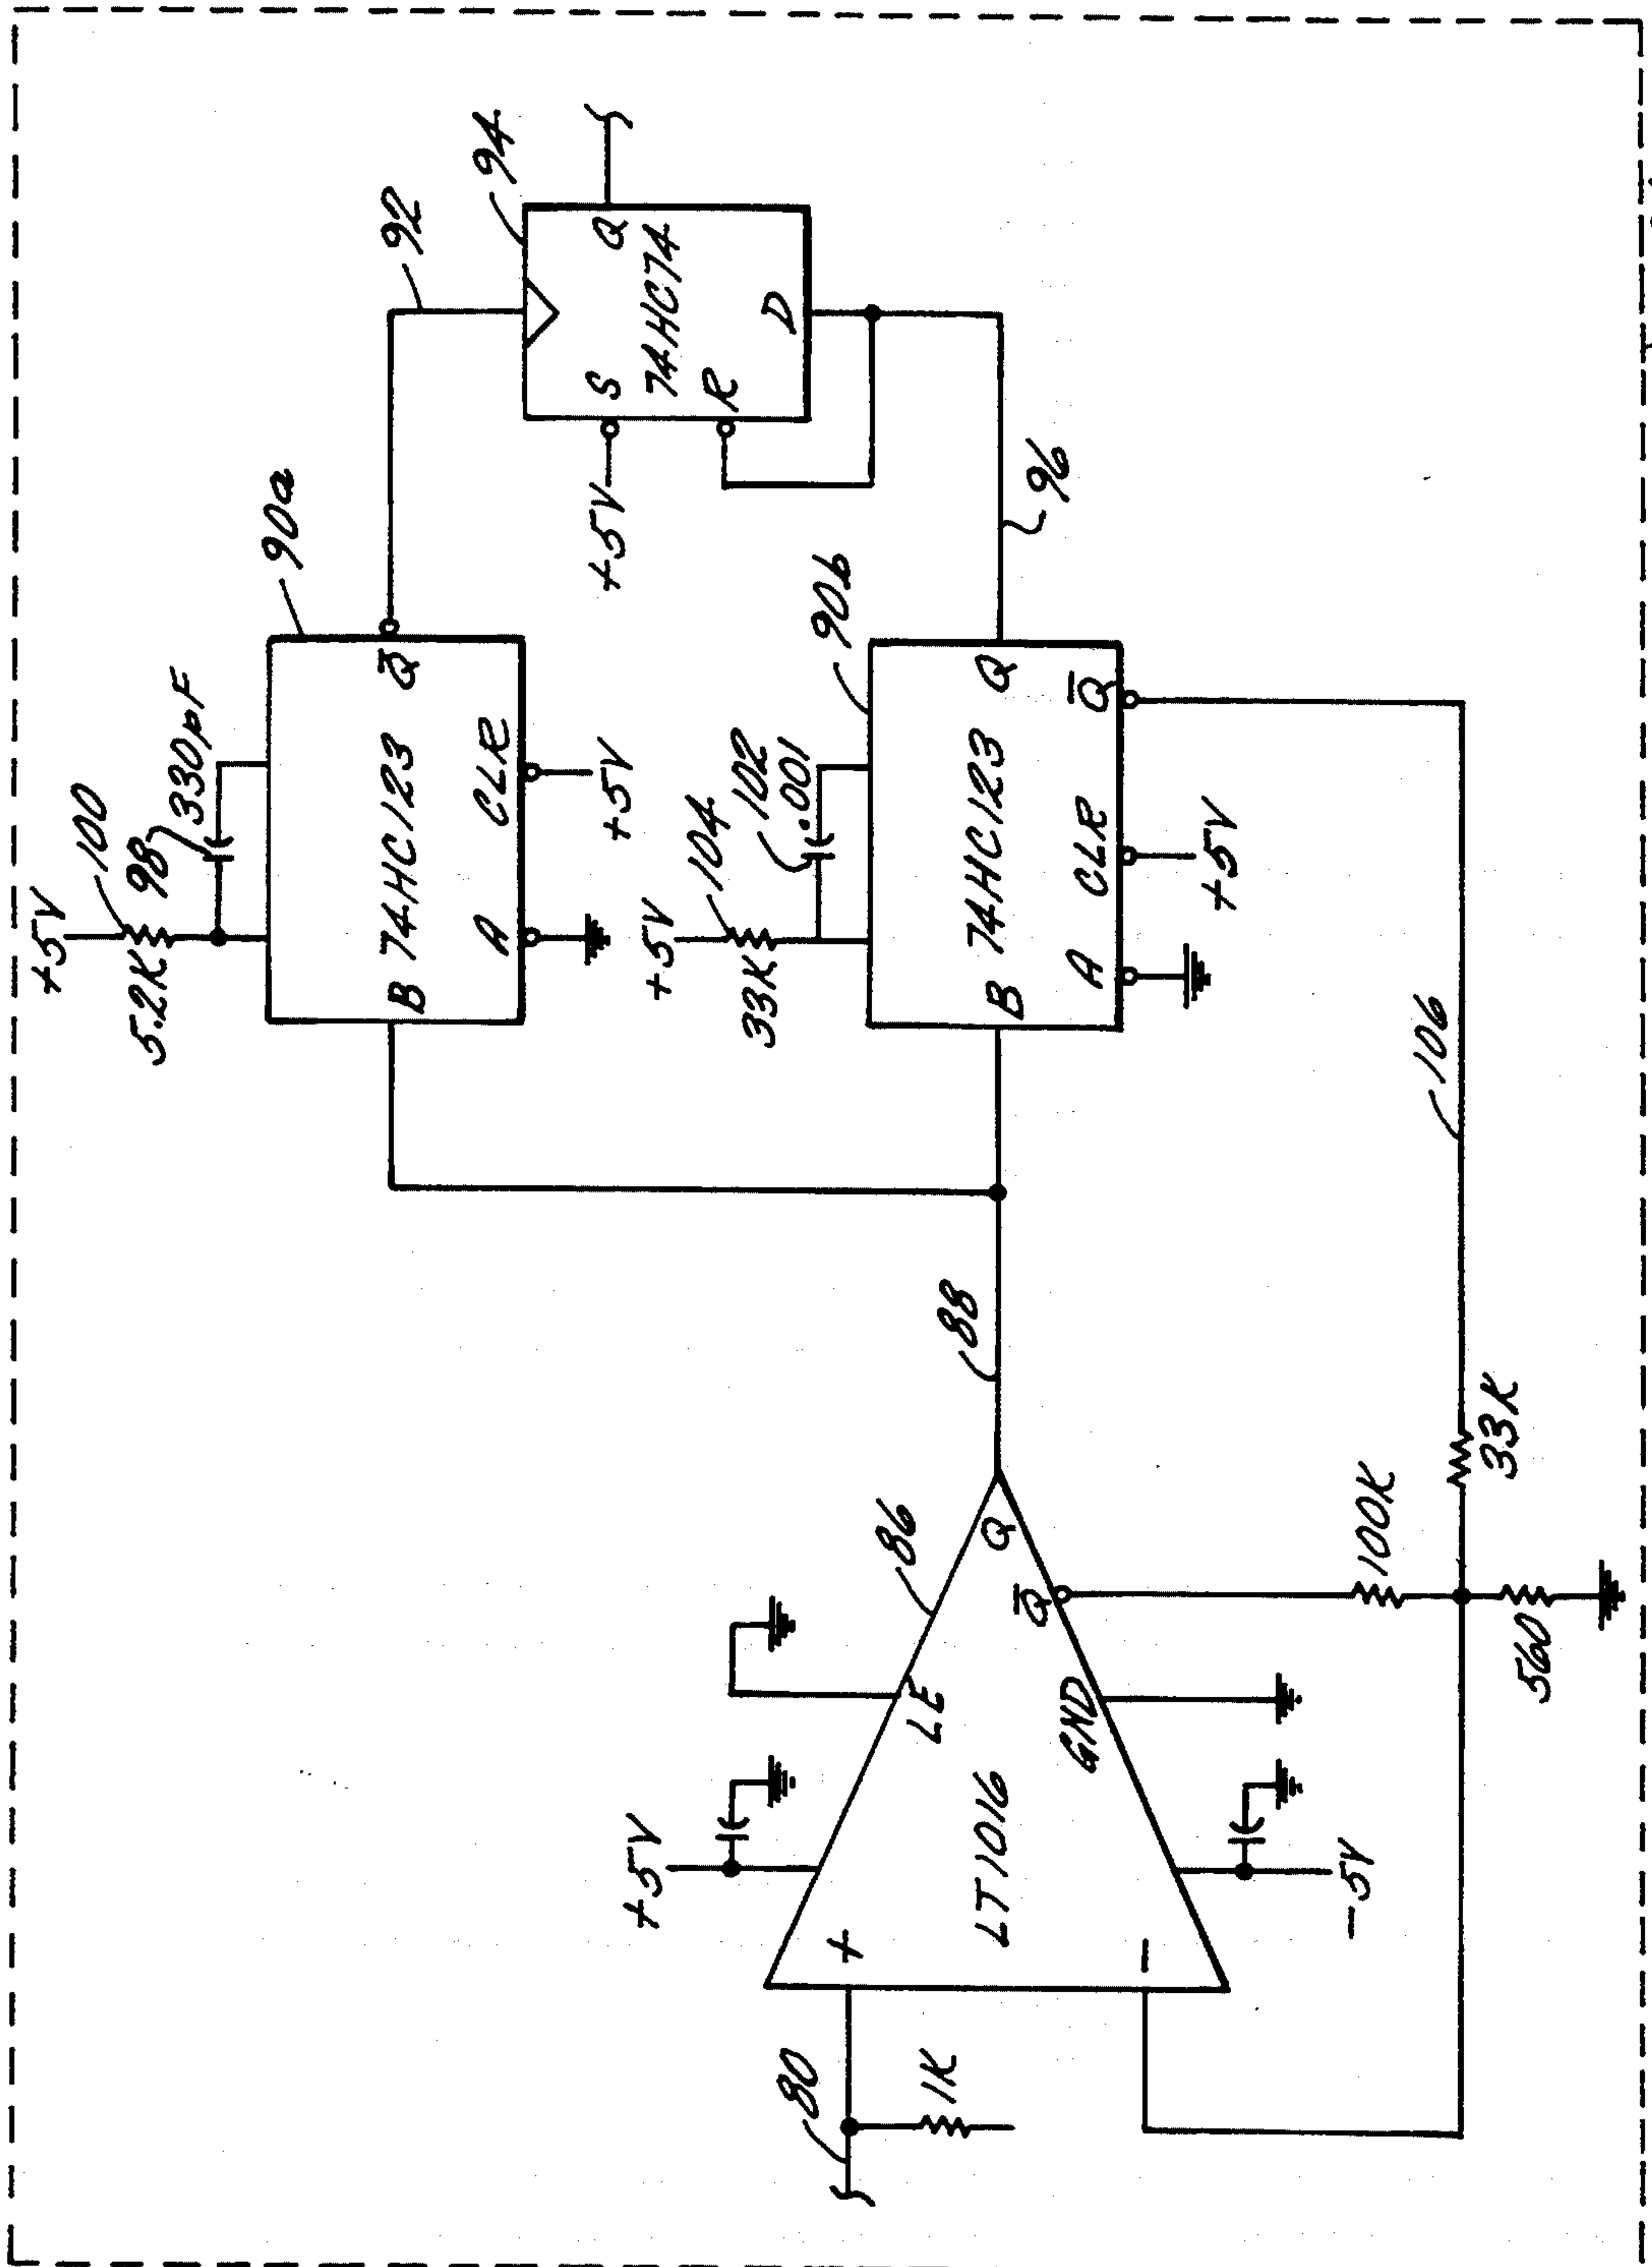 +5V
100
5.2K
98
330pF
90a
B
74HC123
Q̅
A
CLR
+5V
92
94
Q
S
74HC74
R
D
+5V
+5V
104
33K
102
.001
90b
B
74HC123
Q
A
CLR
Q̅
+5V
96
88
106
86
+5V
LE
Q
Q̅
+
LT1016
GND
−
-5V
80
1K
100K
33K
560